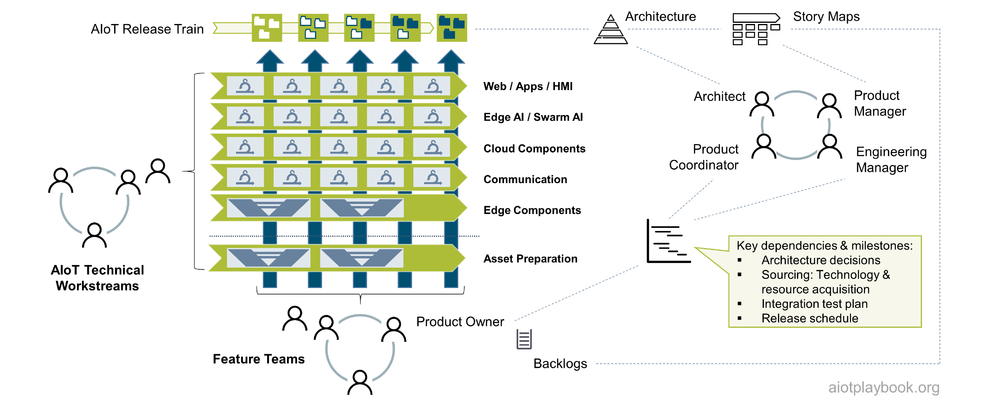 AIoT Release Train
Architecture
Story Maps
Web / Apps / HMI
Edge AI / Swarm AI
Cloud Components
Communication
Edge Components
Asset Preparation
Architect
Product
Manager
Product
Coordinator
Engineering
Manager
AIoT Technical
Workstreams
Key dependencies & milestones:
▪ Architecture decisions
▪ Sourcing: Technology &
resource acquisition
▪ Integration test plan
▪ Release schedule
Product Owner
Feature Teams
Backlogs
aiotplaybook.org